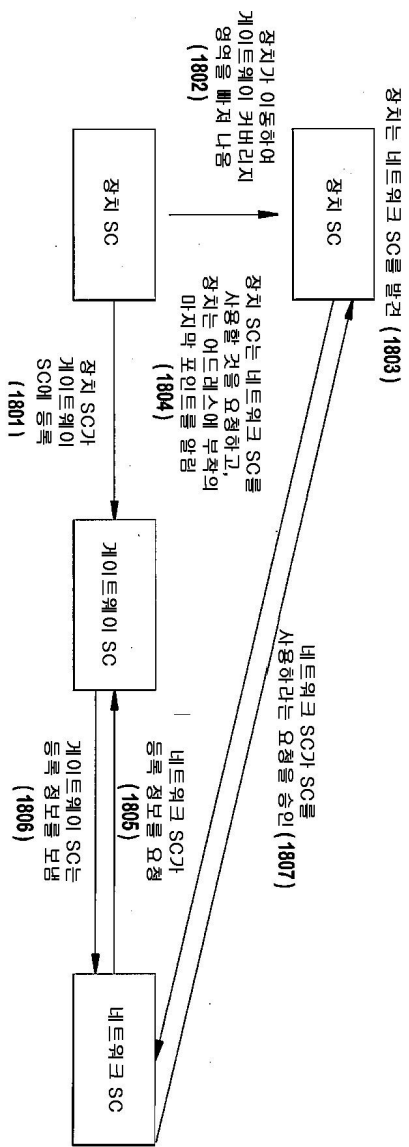 장치는 네트워크 SC를 발견 (1803)
장치 SC
장치가 이동하여
게이트웨이 커버리지
영역을 빠져 나옴
(1802)
장치 SC
장치 SC는 네트워크 SC를
사용할 것을 요청하고,
장치는 어드레스에 부착의
마지막 포인트를 알림
(1804)
장치 SC가
게이트웨이
SC에 등록
(1801)
게이트웨이 SC
네트워크 SC가 SC를
사용하라는 요청을 승인 (1807)
네트워크 SC가
등록 정보를 요청
(1805)
게이트웨이 SC는
등록 정보를 보냄
(1806)
네트워크 SC